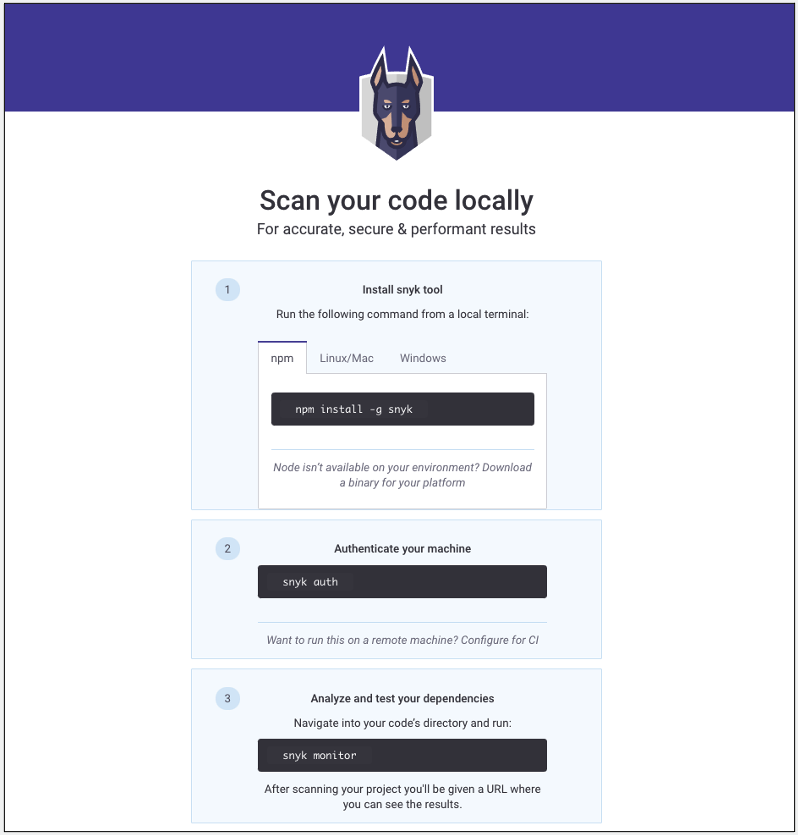 Scan your code locally
For accurate, secure & performant results
1
Install snyk tool
Run the following command from a local terminal:
npm
Linux/Mac
Windows
npm install -g snyk
Node isn’t available on your environment? Download
a binary for your platform
2
Authenticate your machine
snyk auth
Want to run this on a remote machine? Configure for CI
3
Analyze and test your dependencies
Navigate into your code’s directory and run:
snyk monitor
After scanning your project you'll be given a URL where
you can see the results.